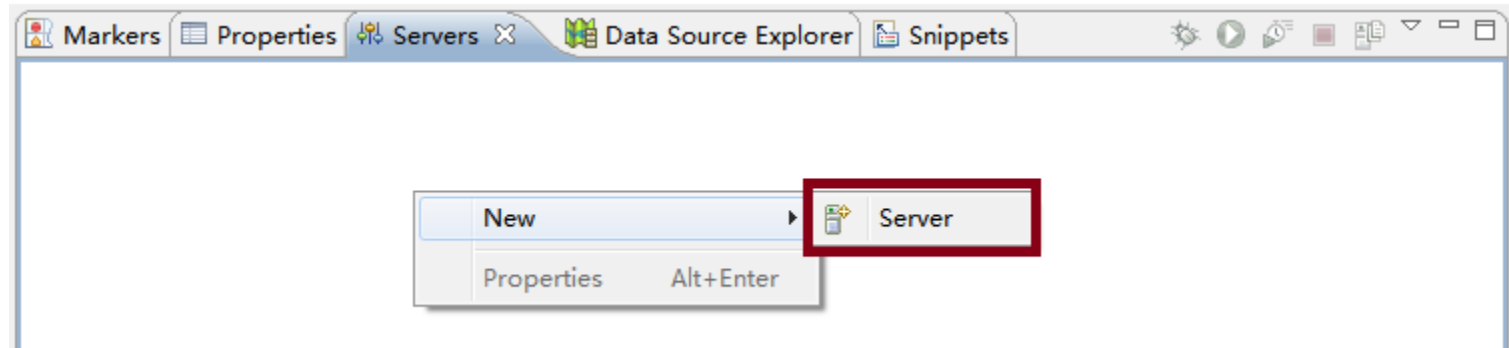 Markers Properties Servers Data Source Explorer Snippets
New Server
Properties Alt+Enter